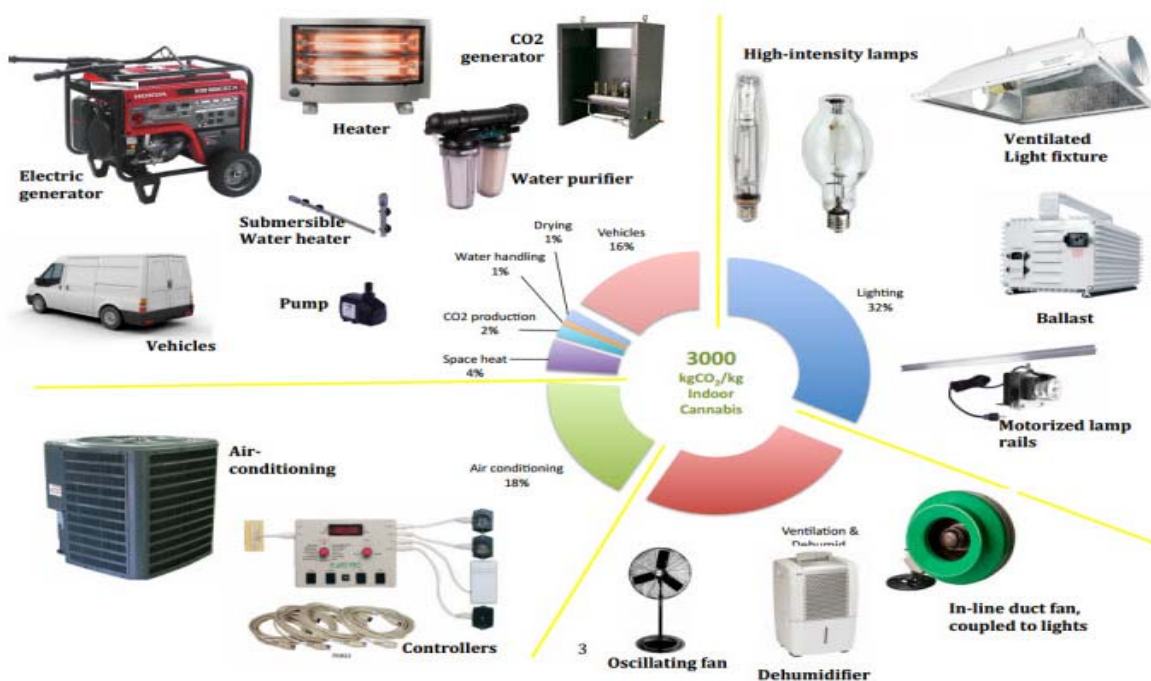 CO2
generator
High-intensity lamps
HONDA
Heater
Ventilated
Light fixture
Electric
generator
Water purifier
Submersible
Water heater
Drying
1%
Vehicles
16%
Water handling
1%
Lighting
32%
Pump
CO2 production
2%
Ballast
Vehicles
Space heat
4%
3000
kgCO₂/kg
Indoor
Cannabis
Motorized lamp
rails
Air-
conditioning
Air conditioning
18%
Ventilation &
Dehumid
In-line duct fan,
coupled to lights
Controllers
3
Oscillating fan
Dehumidifier